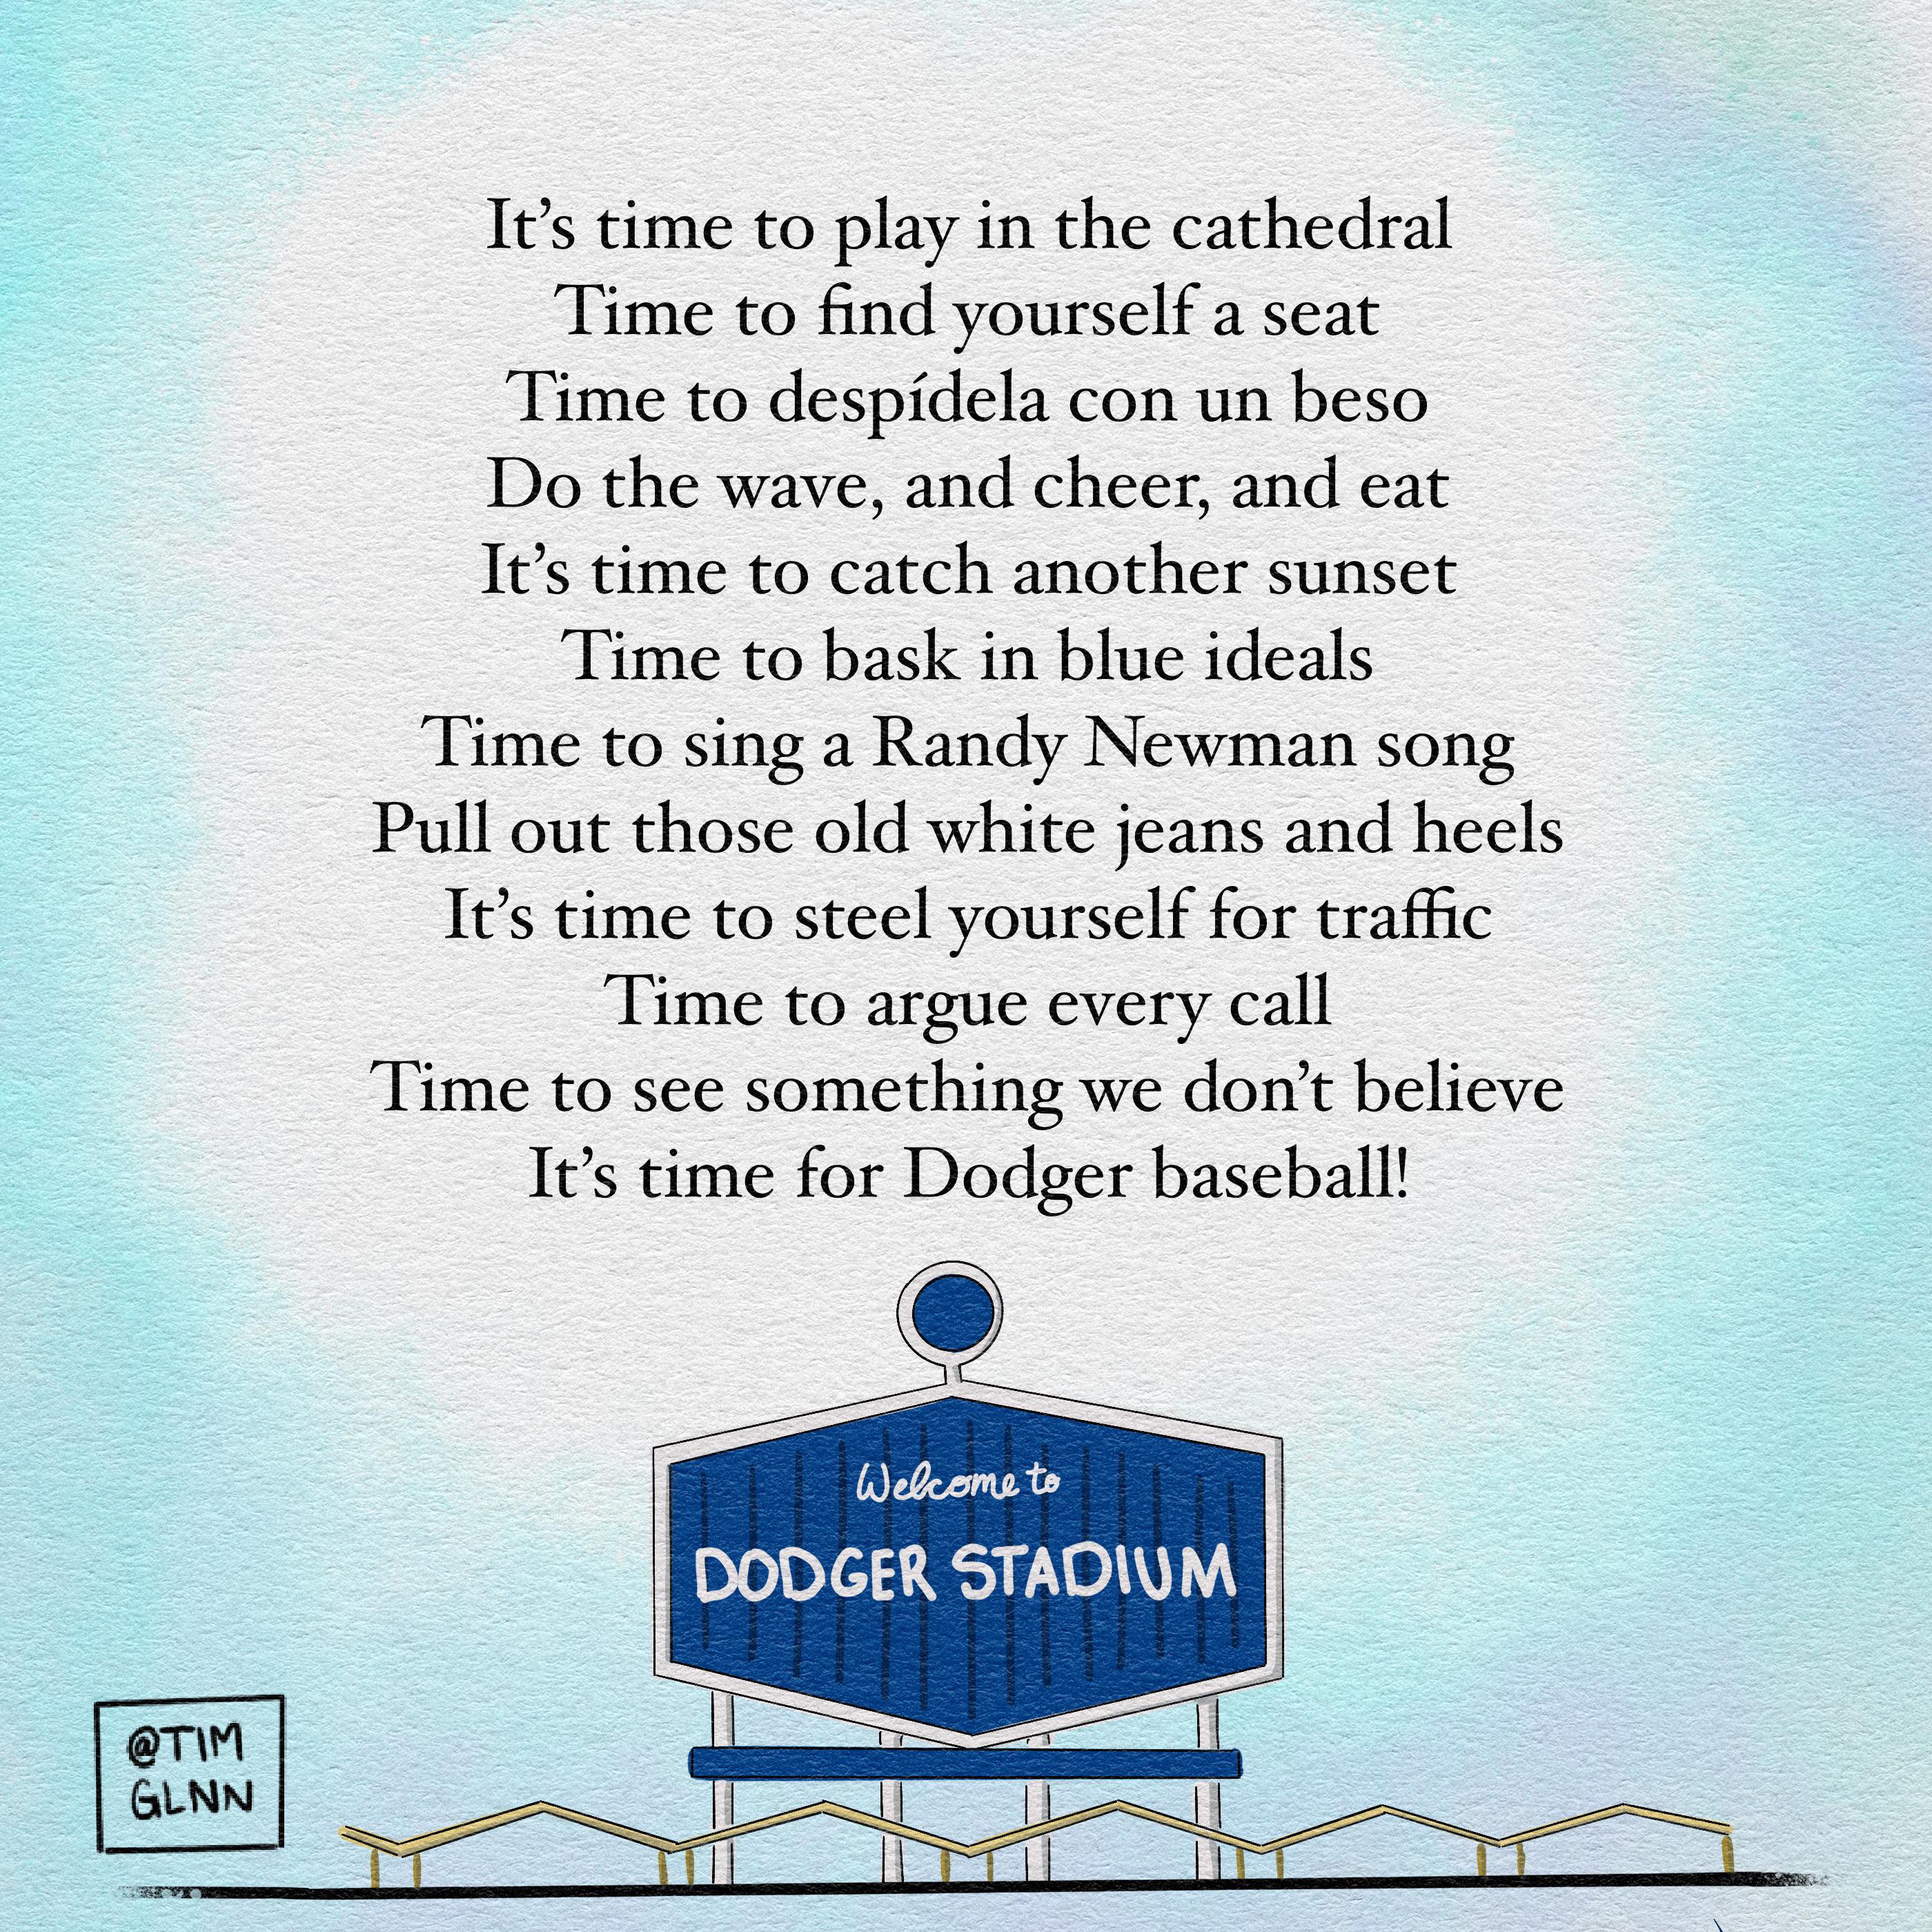 It’s time to play in the cathedral
Time to find yourself a seat
Time to despídela con un beso
Do the wave, and cheer, and eat
It’s time to catch another sunset
Time to bask in blue ideals
Time to sing a Randy Newman song
Pull out those old white jeans and heels
It’s time to steel yourself for traffic
Time to argue every call
Time to see something we don’t believe
It’s time for Dodger baseball!
Welcome to
DODGER STADIUM
@TIM
GLNN